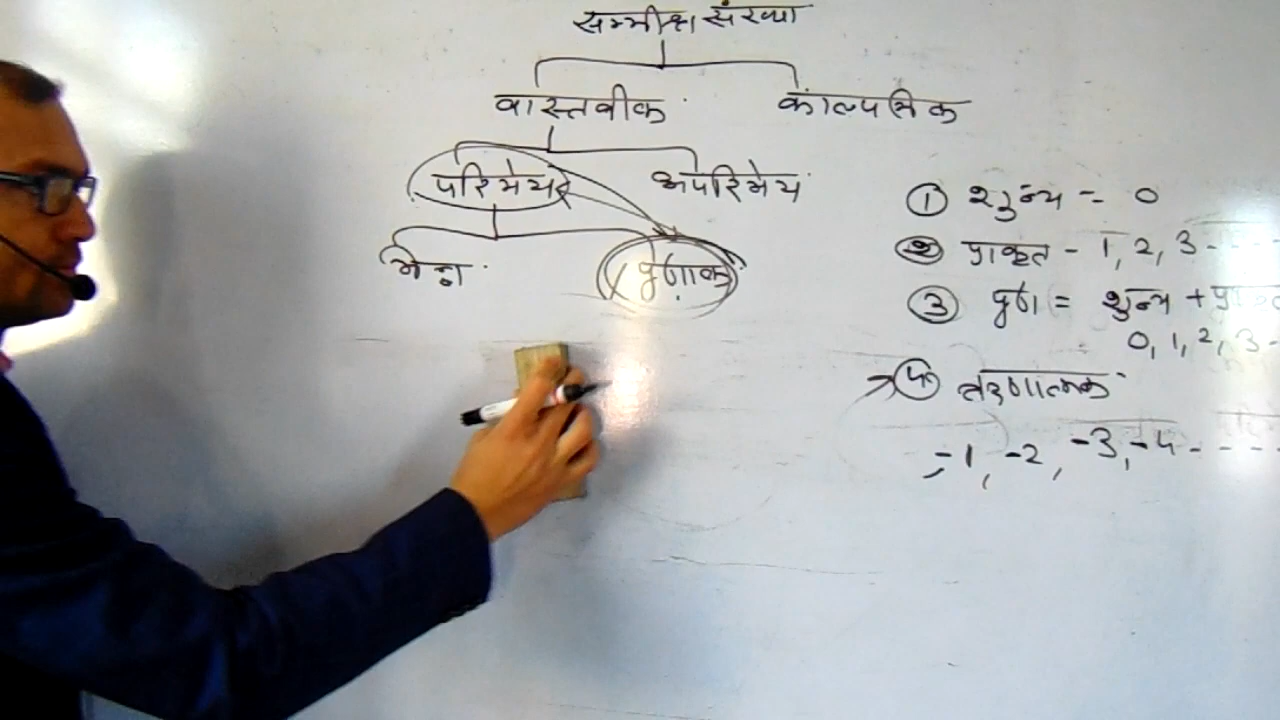 सम्मीश्र संख्या
वास्तवीक काल्पनिक
परिमेय अपरिमेय
भिन्न पूर्णांक
① शुन्य = 0
② प्राकृत - 1, 2, 3 - - - -
③ पूर्ण = शुन्य + प्राकृत
0, 1, 2, 3 -
④ ऋणात्मक
-1, -2, -3, -4 - - - -